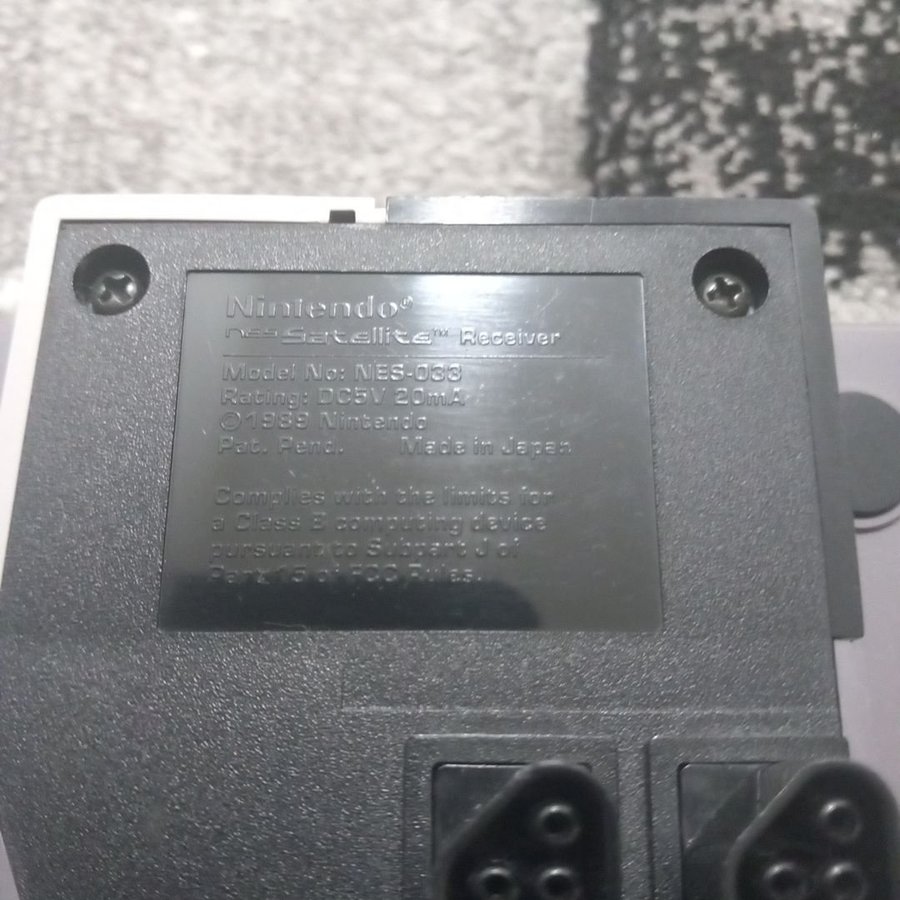 Nintendo®
NES Satellite™ Receiver
Model No: NES-033
Rating: DC5V 20mA
©1989 Nintendo
Pat. Pend. Made in Japan
Complies with the limits for
a Class B computing device
pursuant to Subpart J of
Part 15 of FCC Rules.